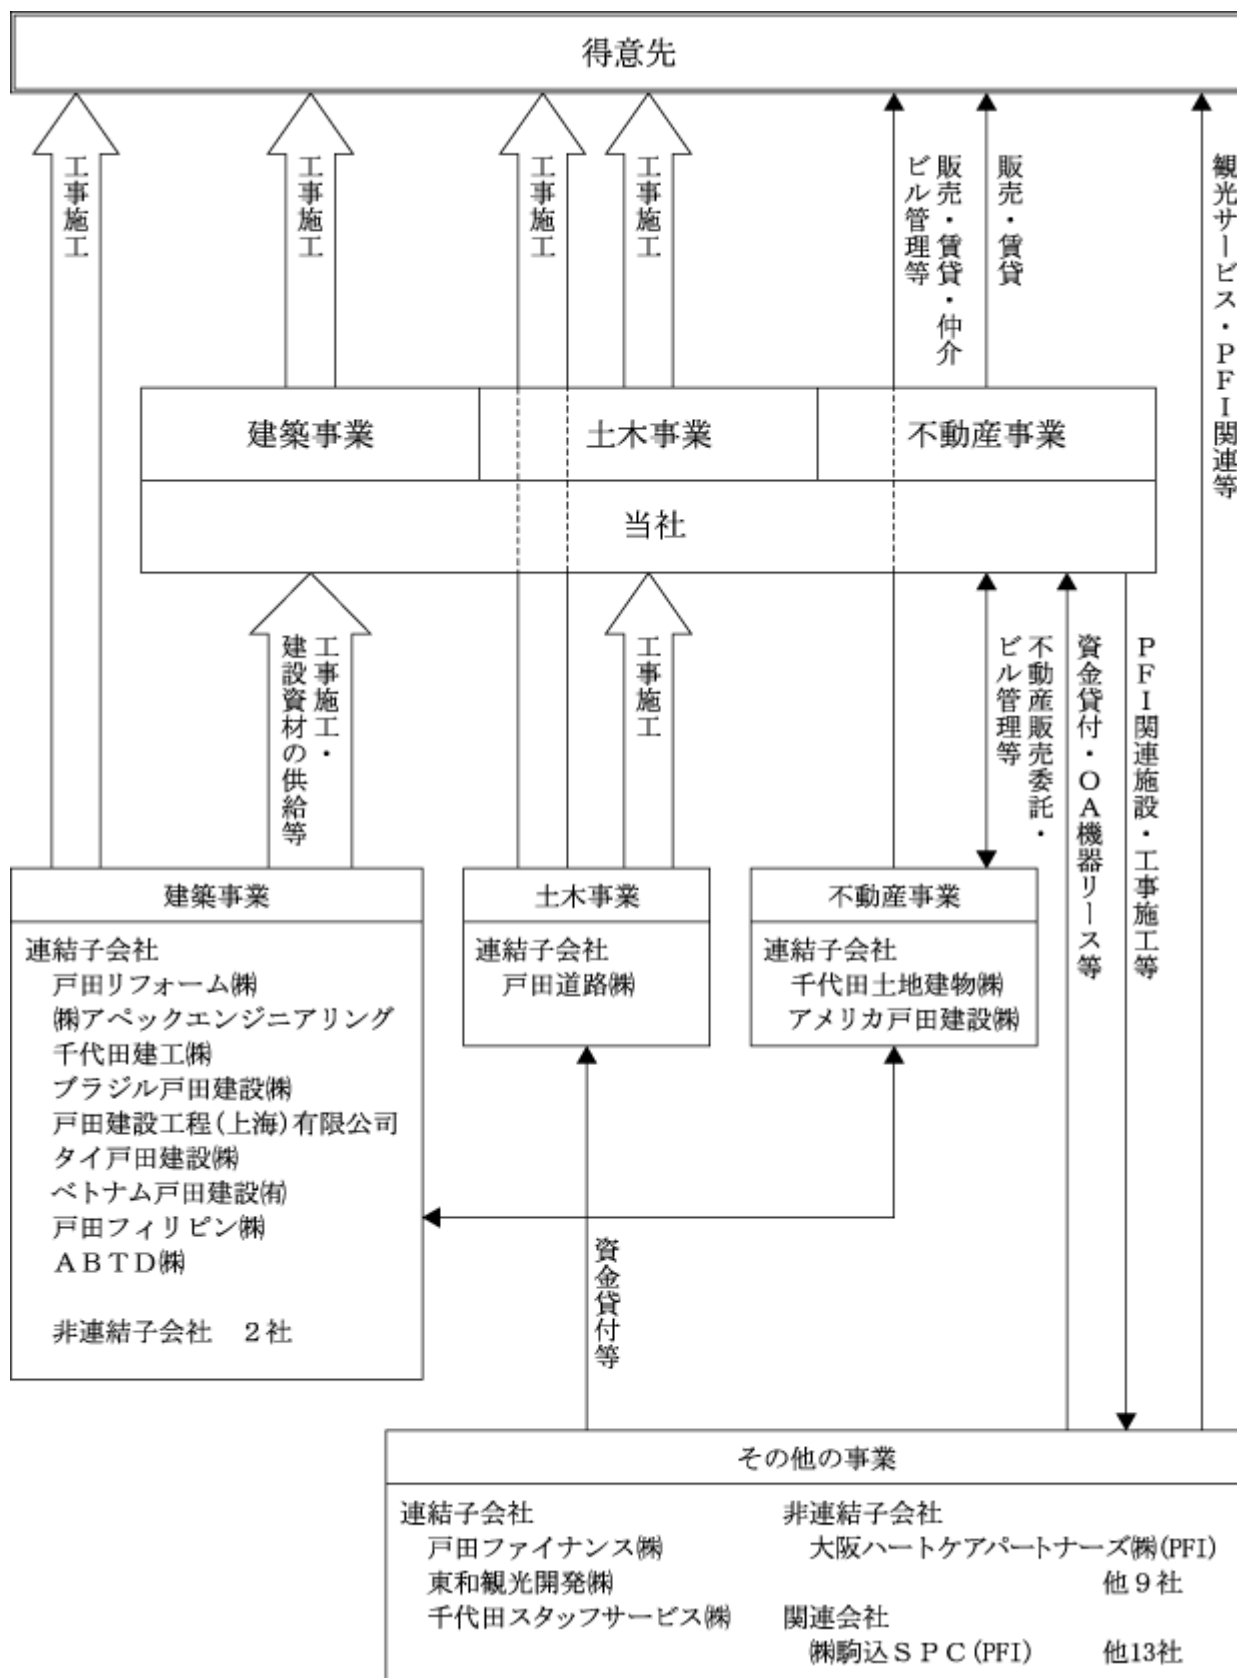 得意先
工事施工
工事施工
工事施工
工事施工
販売・賃貸・仲介
ビル管理等
販売・賃貸
観光サービス・ＰＦＩ関連等
建築事業
土木事業
不動産事業
当社
工事施工・
建設資材の供給等
工事施工
不動産販売委託・
ビル管理等
資金貸付・ＯＡ機器リース等
ＰＦＩ関連施設・工事施工等
建築事業
連結子会社
戸田リフォーム㈱
㈱アペックエンジニアリング
千代田建工㈱
ブラジル戸田建設㈱
戸田建設工程(上海)有限公司
タイ戸田建設㈱
ベトナム戸田建設㈲
戸田フィリピン㈱
ＡＢＴＤ㈱
非連結子会社　２社
土木事業
連結子会社
戸田道路㈱
不動産事業
連結子会社
千代田土地建物㈱
アメリカ戸田建設㈱
資金貸付等
その他の事業
連結子会社
戸田ファイナンス㈱
東和観光開発㈱
千代田スタッフサービス㈱
非連結子会社
大阪ハートケアパートナーズ㈱(PFI)
他９社
関連会社
㈱駒込ＳＰＣ(PFI)　他13社